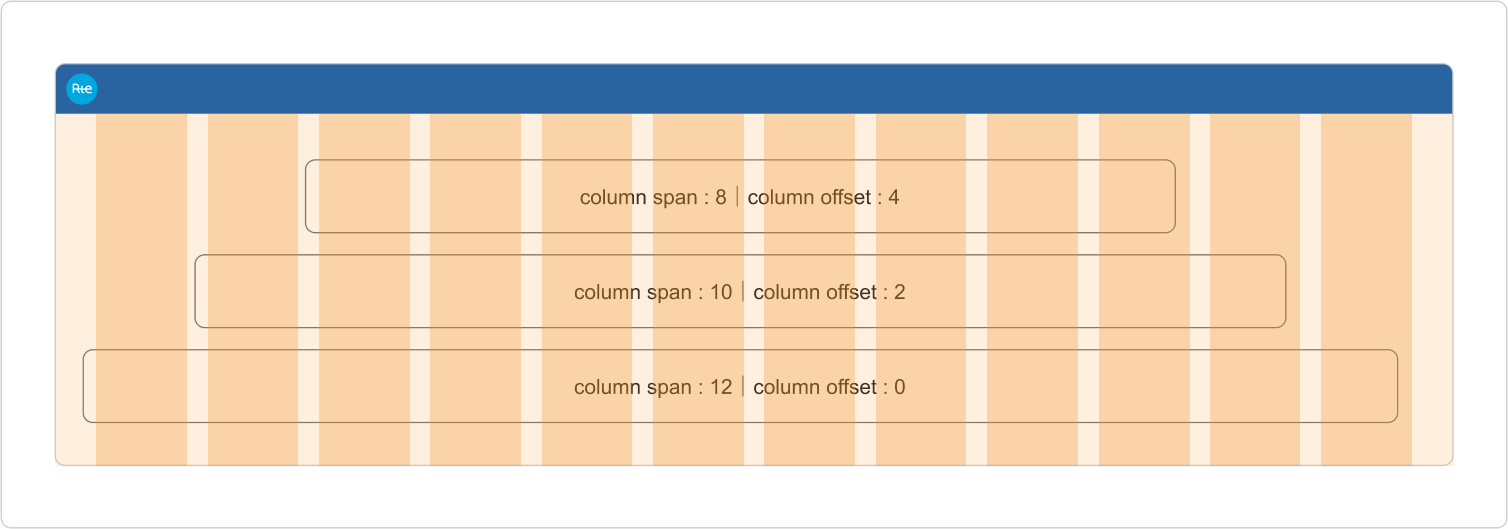 Rte
column span : 8 | column offset : 4
column span : 10 | column offset : 2
column span : 12 | column offset : 0